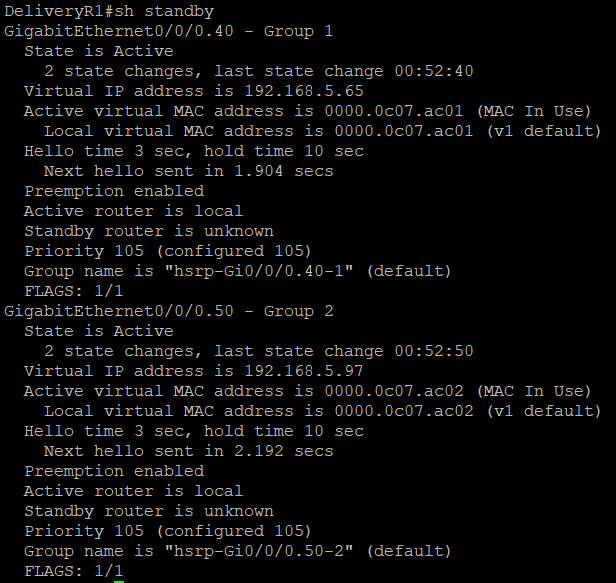 DeliveryR1#sh standby
GigabitEthernet0/0/0.40 - Group 1
  State is Active
    2 state changes, last state change 00:52:40
  Virtual IP address is 192.168.5.65
  Active virtual MAC address is 0000.0c07.ac01 (MAC In Use)
    Local virtual MAC address is 0000.0c07.ac01 (v1 default)
  Hello time 3 sec, hold time 10 sec
    Next hello sent in 1.904 secs
  Preemption enabled
  Active router is local
  Standby router is unknown
  Priority 105 (configured 105)
  Group name is "hsrp-Gi0/0/0.40-1" (default)
  FLAGS: 1/1
GigabitEthernet0/0/0.50 - Group 2
  State is Active
    2 state changes, last state change 00:52:50
  Virtual IP address is 192.168.5.97
  Active virtual MAC address is 0000.0c07.ac02 (MAC In Use)
    Local virtual MAC address is 0000.0c07.ac02 (v1 default)
  Hello time 3 sec, hold time 10 sec
    Next hello sent in 2.192 secs
  Preemption enabled
  Active router is local
  Standby router is unknown
  Priority 105 (configured 105)
  Group name is "hsrp-Gi0/0/0.50-2" (default)
  FLAGS: 1/1